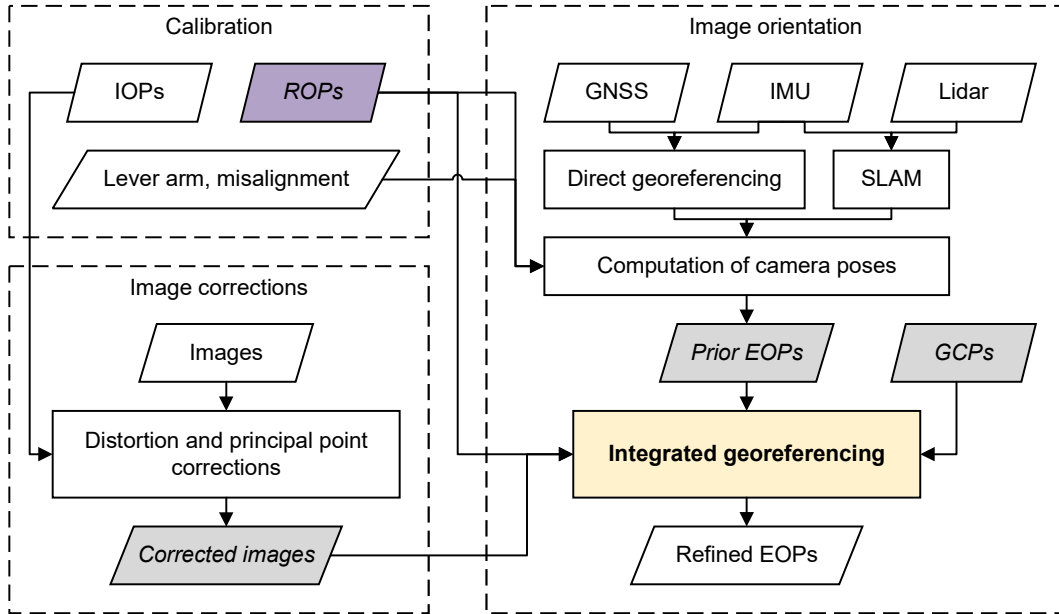 Calibration
IOPs
ROPs
Lever arm, misalignment
Image corrections
Images
Distortion and principal point
corrections
Corrected images
Image orientation
GNSS
IMU
Lidar
Direct georeferencing
SLAM
Computation of camera poses
Prior EOPs
GCPs
Integrated georeferencing
Refined EOPs